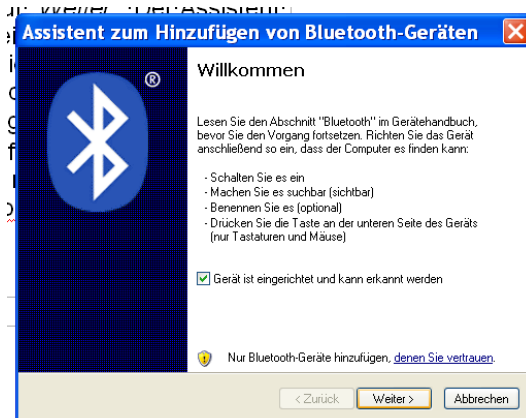 Weiter
Der
Assistent
Assistent zum Hinzufügen von Bluetooth-Geräten
®
Willkommen
Lesen Sie den Abschnitt "Bluetooth" im Gerätehandbuch,
bevor Sie den Vorgang fortsetzen. Richten Sie das Gerät
anschließend so ein, dass der Computer es finden kann:
- Schalten Sie es ein
- Machen Sie es suchbar (sichtbar)
- Benennen Sie es (optional)
- Drücken Sie die Taste an der unteren Seite des Geräts
(nur Tastaturen und Mäuse)
Gerät ist eingerichtet und kann erkannt werden
Nur Bluetooth-Geräte hinzufügen, denen Sie vertrauen.
< Zurück
Weiter >
Abbrechen